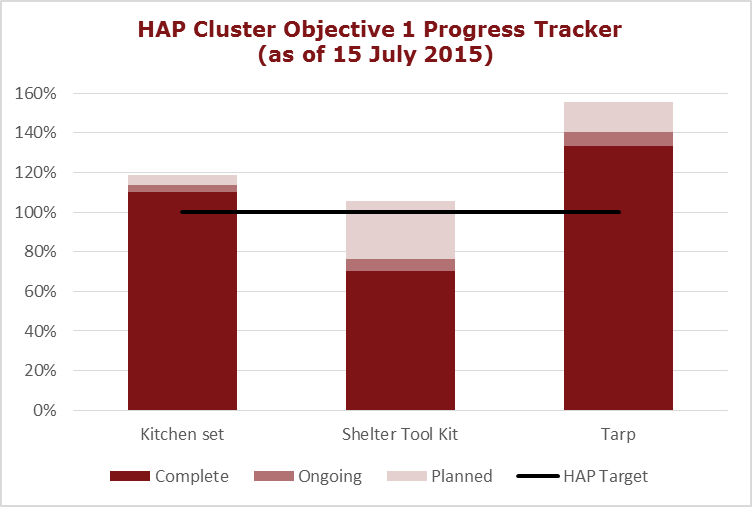 HAP Cluster Objective 1 Progress Tracker
(as of 15 July 2015)
160%
140%
120%
100%
80%
60%
40%
20%
0%
Kitchen set Shelter Tool Kit Tarp
Complete Ongoing Planned HAP Target